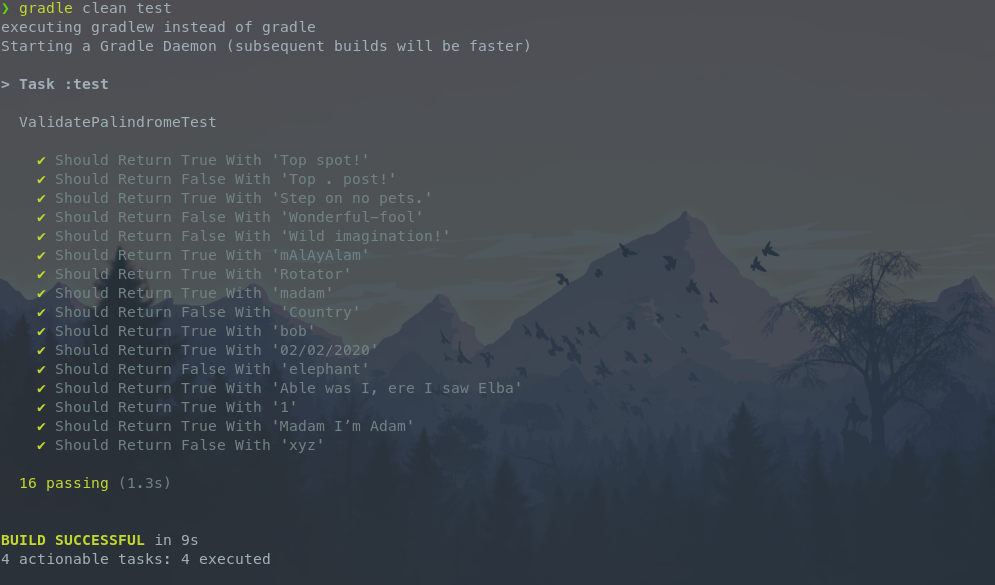 ❯ gradle clean test
executing gradlew instead of gradle
Starting a Gradle Daemon (subsequent builds will be faster)
> Task :test
ValidatePalindromeTest
✔ Should Return True With 'Top spot!'
✔ Should Return False With 'Top . post!'
✔ Should Return True With 'Step on no pets.'
✔ Should Return False With 'Wonderful-fool'
✔ Should Return False With 'Wild imagination!'
✔ Should Return True With 'mAlAyAlam'
✔ Should Return True With 'Rotator'
✔ Should Return True With 'madam'
✔ Should Return False With 'Country'
✔ Should Return True With 'bob'
✔ Should Return True With '02/02/2020'
✔ Should Return False With 'elephant'
✔ Should Return True With 'Able was I, ere I saw Elba'
✔ Should Return True With '1'
✔ Should Return True With 'Madam I’m Adam'
✔ Should Return False With 'xyz'
16 passing (1.3s)
BUILD SUCCESSFUL in 9s
4 actionable tasks: 4 executed